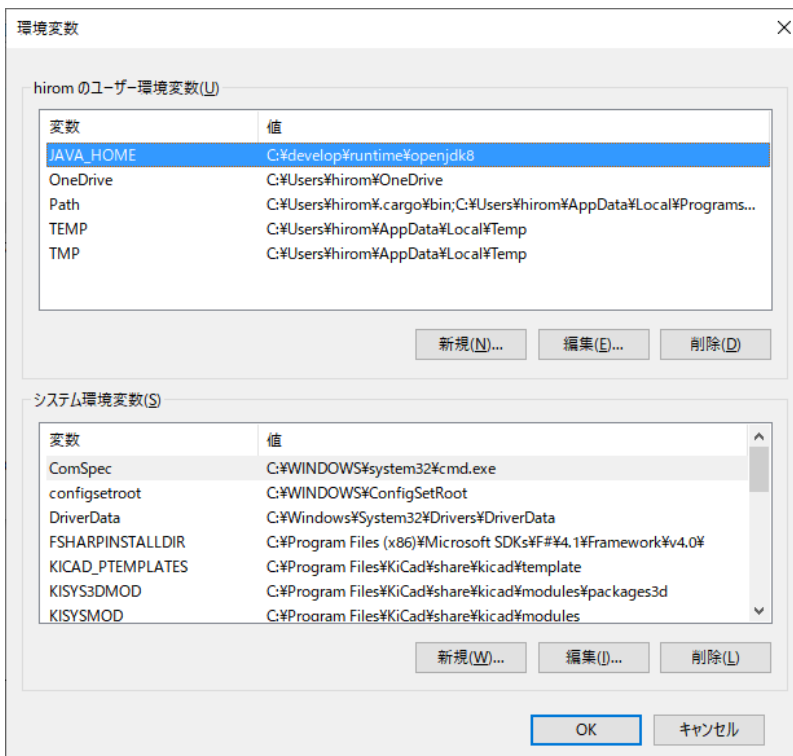 環境変数
hirom のユーザー環境変数(U)
変数 値
JAVA_HOME C:¥develop¥runtime¥openjdk8
OneDrive C:¥Users¥hirom¥OneDrive
Path C:¥Users¥hirom¥.cargo¥bin;C:¥Users¥hirom¥AppData¥Local¥Programs...
TEMP C:¥Users¥hirom¥AppData¥Local¥Temp
TMP C:¥Users¥hirom¥AppData¥Local¥Temp
新規(N)... 編集(E)... 削除(D)
システム環境変数(S)
変数 値
ComSpec C:¥WINDOWS¥system32¥cmd.exe
configsetroot C:¥WINDOWS¥ConfigSetRoot
DriverData C:¥Windows¥System32¥Drivers¥DriverData
FSHARPINSTALLDIR C:¥Program Files (x86)¥Microsoft SDKs¥F#¥4.1¥Framework¥v4.0¥
KICAD_PTEMPLATES C:¥Program Files¥KiCad¥share¥kicad¥template
KISYS3DMOD C:¥Program Files¥KiCad¥share¥kicad¥modules¥packages3d
KISYSMOD C:¥Program Files¥KiCad¥share¥kicad¥modules
新規(W)... 編集(I)... 削除(L)
OK キャンセル